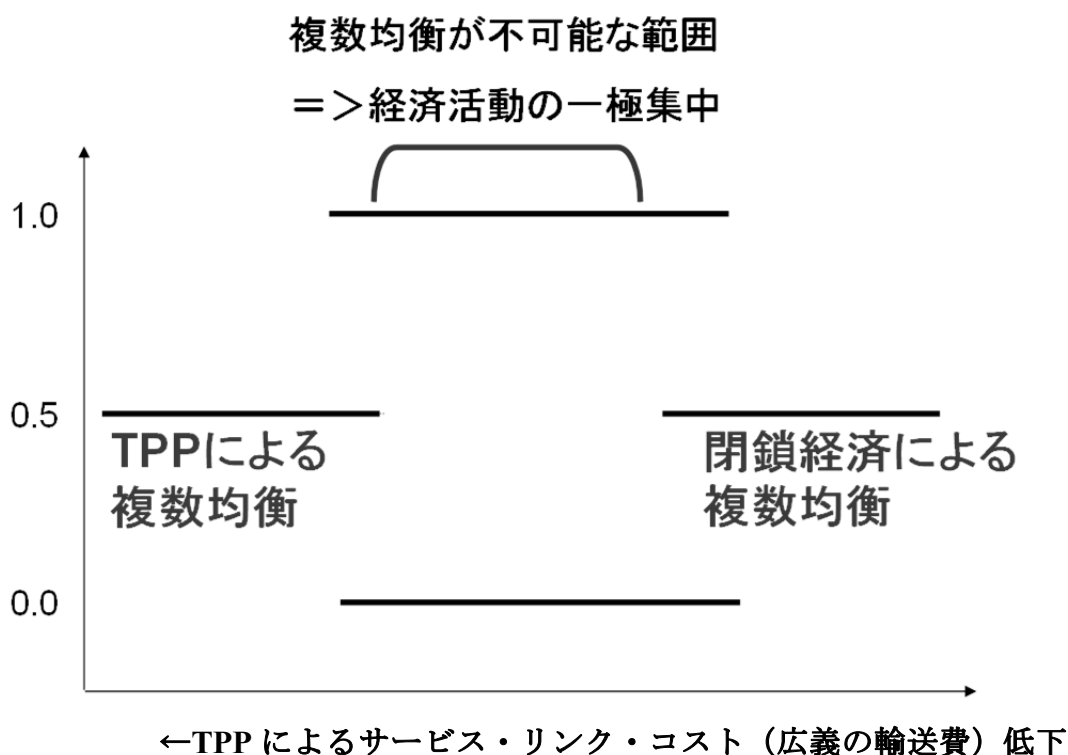 複数均衡が不可能な範囲
＝＞経済活動の一極集中
1.0
0.5
TPPによる
複数均衡
閉鎖経済による
複数均衡
0.0
←TPP によるサービス・リンク・コスト（広義の輸送費）低下